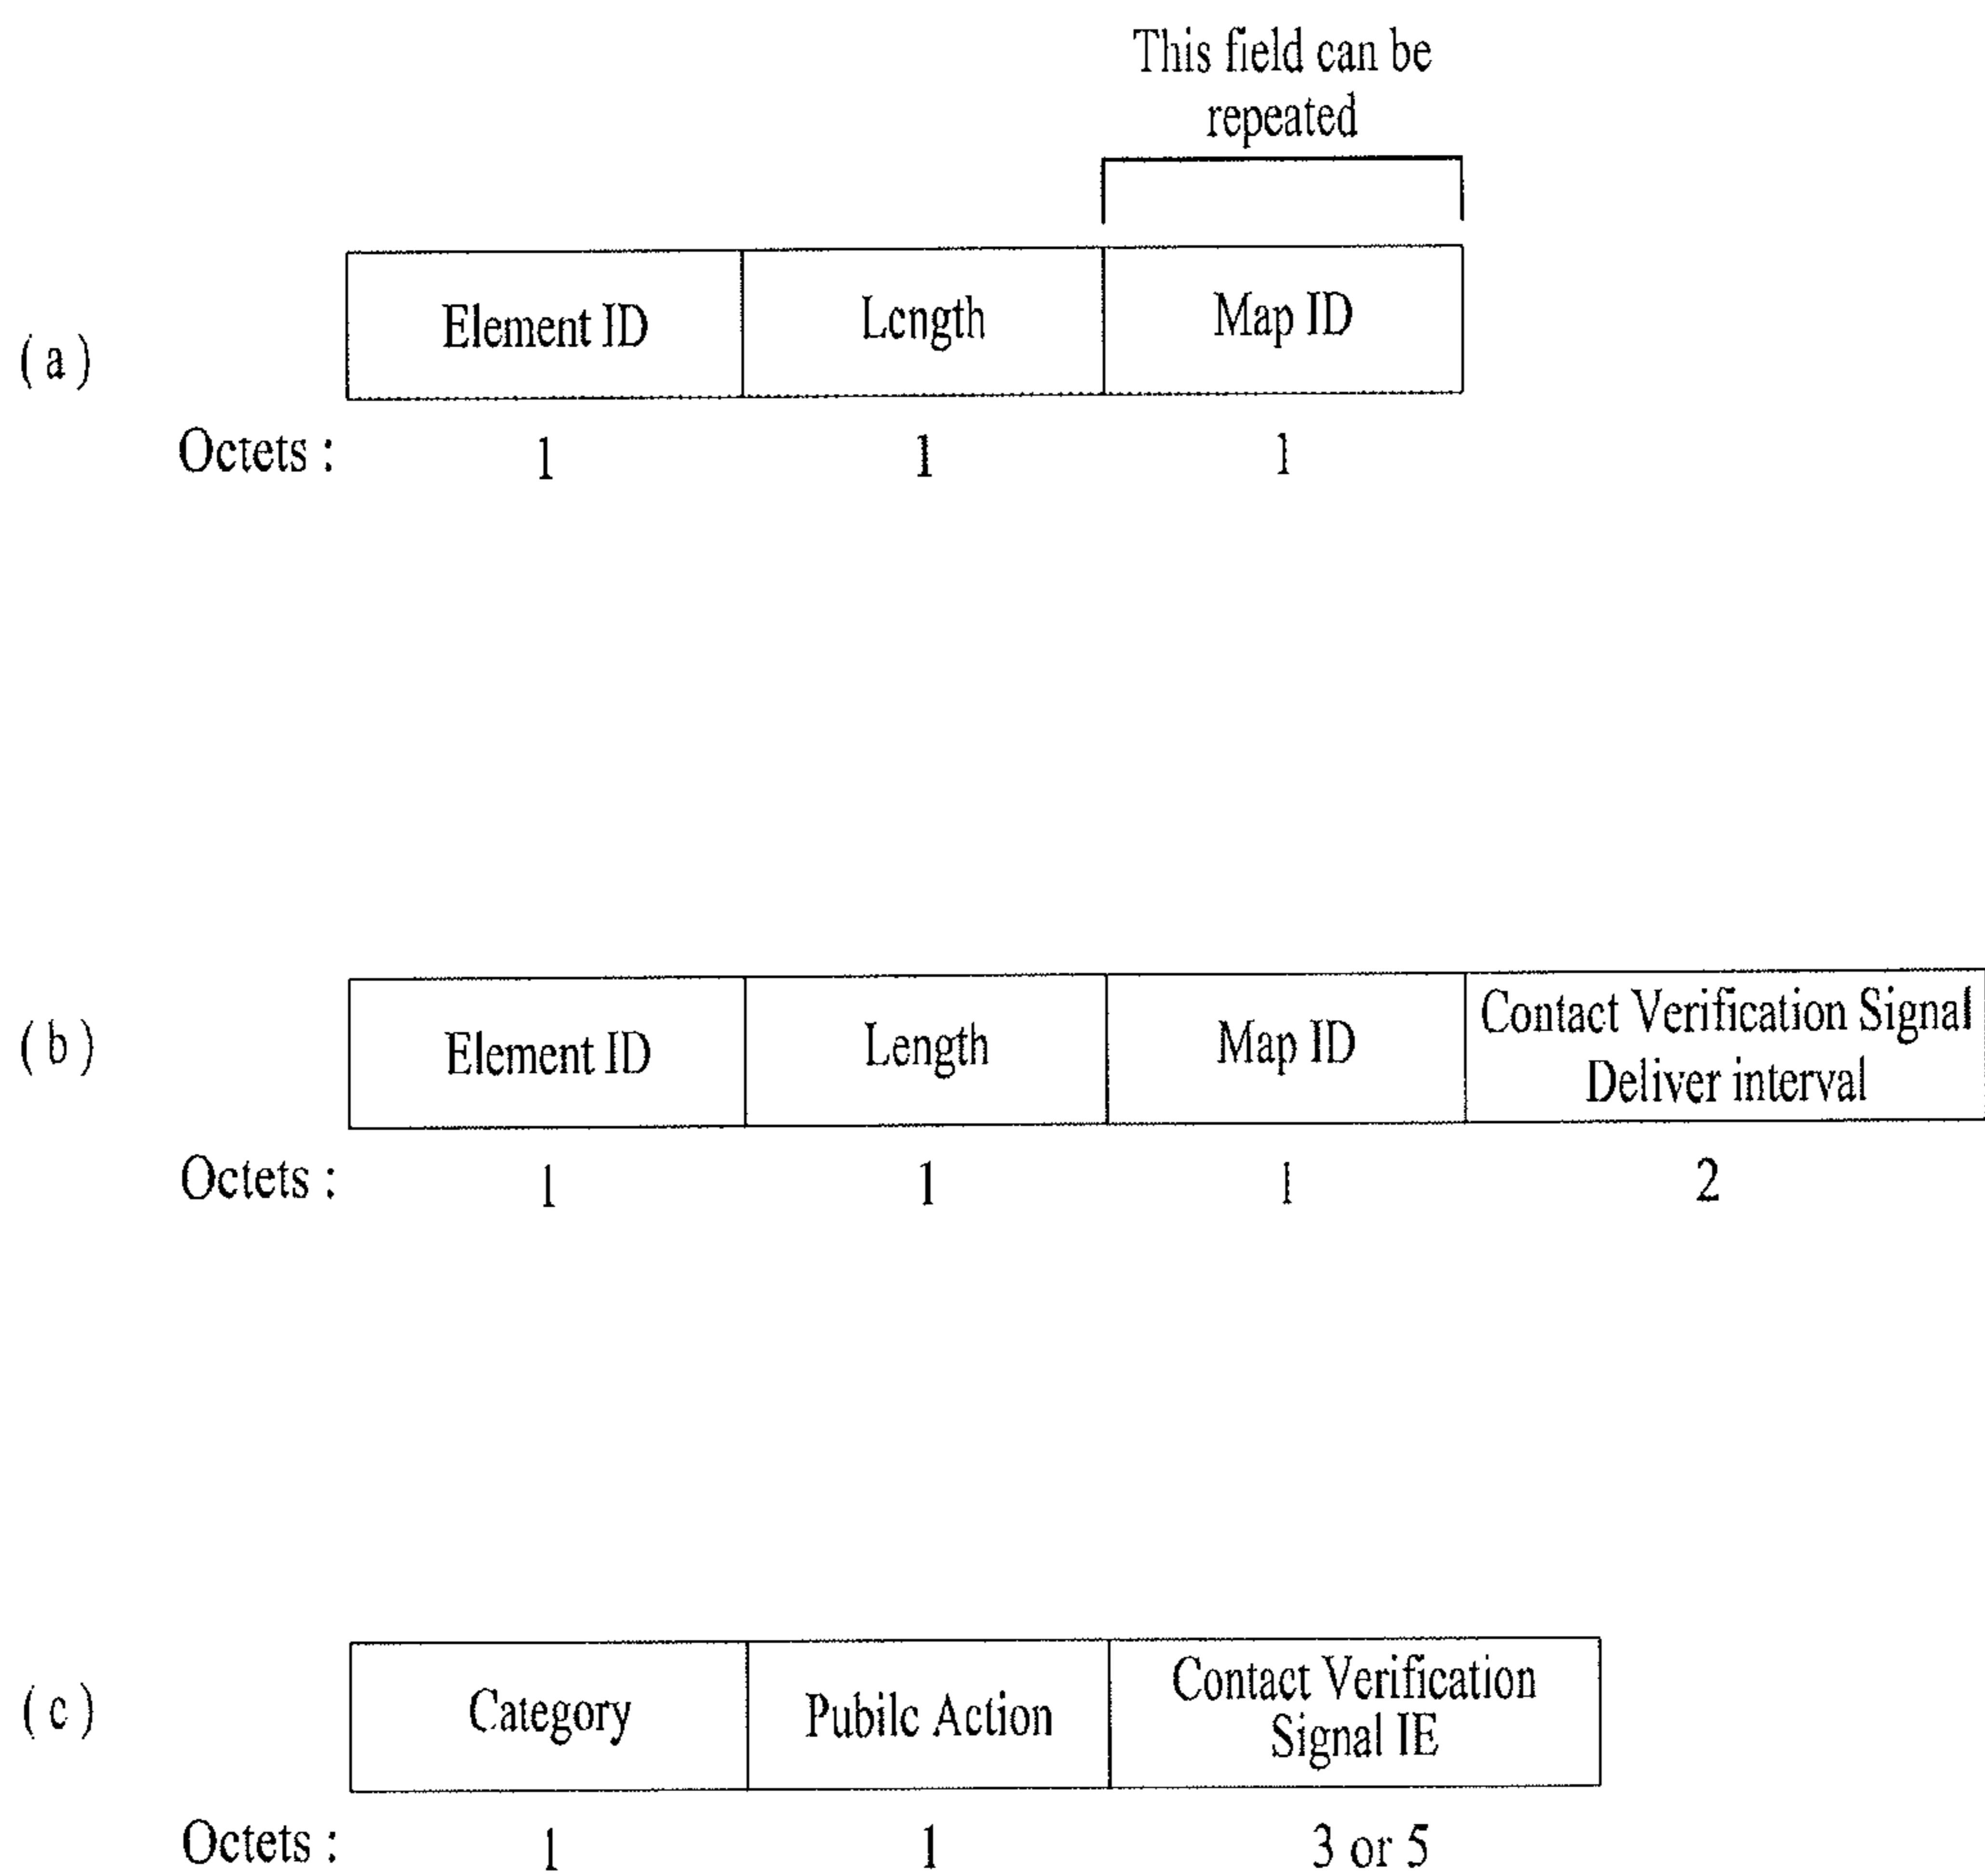 This field can be
repeated
(a)
Element ID
Length
Map ID
Octets :
1
1
1
(b)
Element ID
Length
Map ID
Contact Verification Signal
Deliver interval
Octets :
1
1
1
2
(c)
Category
Pubilc Action
Contact Verification
Signal IE
Octets :
1
1
3 or 5